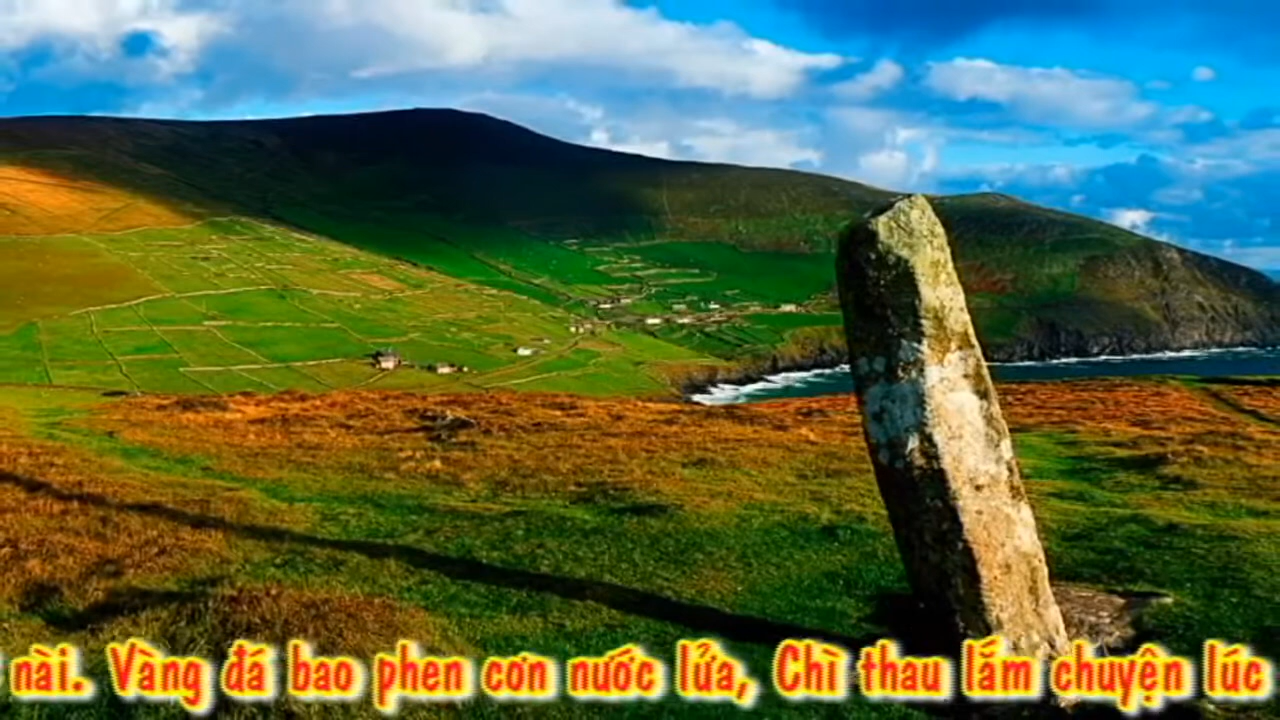 nài. Vàng đá bao phen cơn nước lửa, Chì thau lắm chuyện lúc